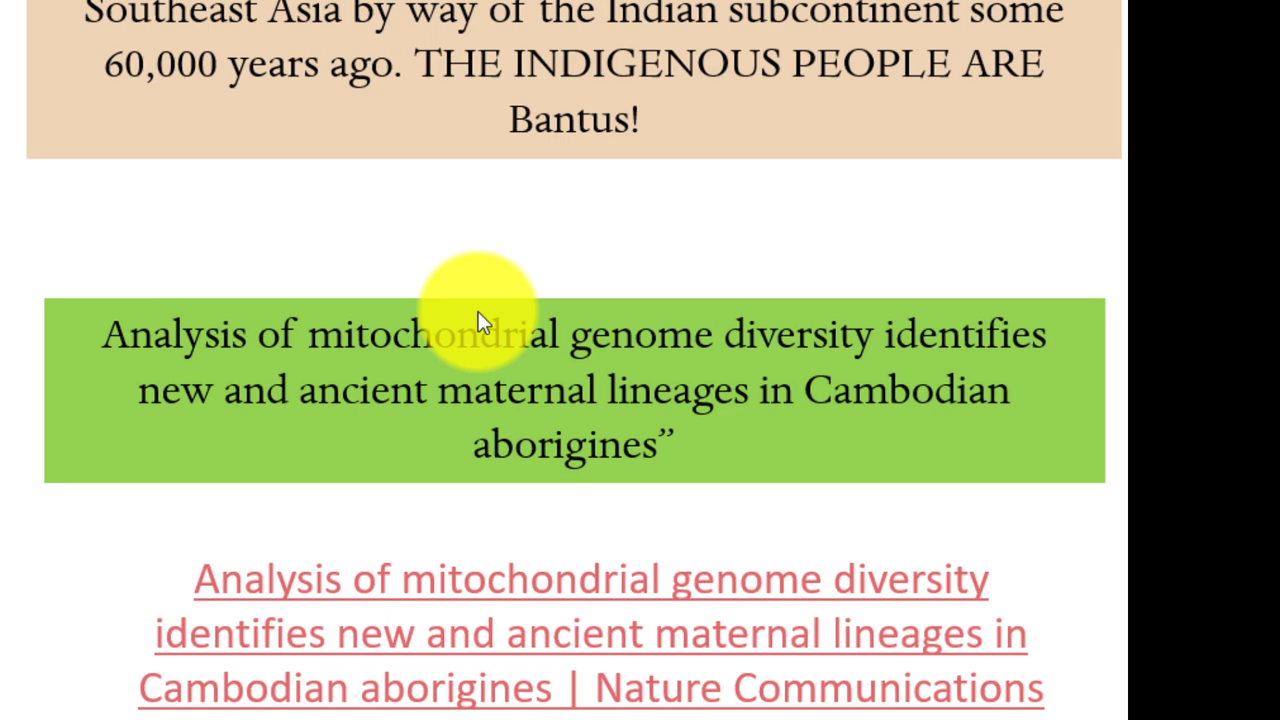 Southeast Asia by way of the Indian subcontinent some
60,000 years ago. THE INDIGENOUS PEOPLE ARE
Bantus!
Analysis of mitochondrial genome diversity identifies
new and ancient maternal lineages in Cambodian
aborigines”
Analysis of mitochondrial genome diversity
identifies new and ancient maternal lineages in
Cambodian aborigines | Nature Communications